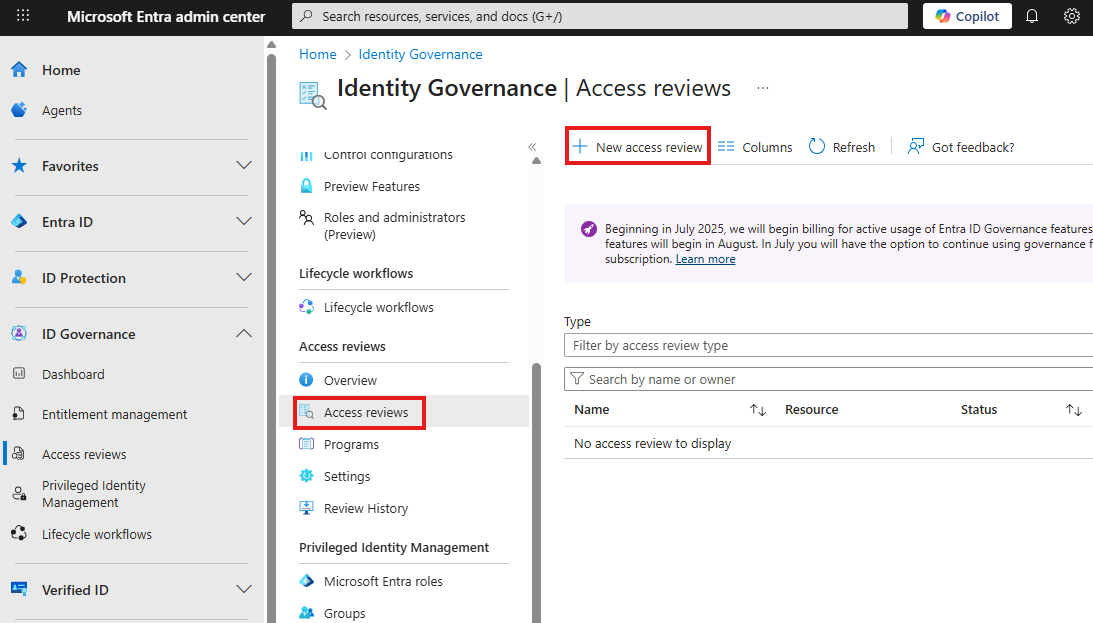 Microsoft Entra admin center
Search resources, services, and docs (G+/)
Copilot
Home
Agents
Favorites
Entra ID
ID Protection
ID Governance
Dashboard
Entitlement management
Access reviews
Privileged Identity
Management
Lifecycle workflows
Verified ID
Home > Identity Governance
Identity Governance | Access reviews
...
Control configurations
Preview Features
Roles and administrators
(Preview)
Lifecycle workflows
Lifecycle workflows
Access reviews
Overview
Access reviews
Programs
Settings
Review History
Privileged Identity Management
Microsoft Entra roles
Groups
New access review
Columns
Refresh
Got feedback?
Beginning in July 2025, we will begin billing for active usage of Entra ID Governance features
features will begin in August. In July you will have the option to continue using governance f
subscription. Learn more
Type
Filter by access review type
Search by name or owner
Name Resource Status
No access review to display